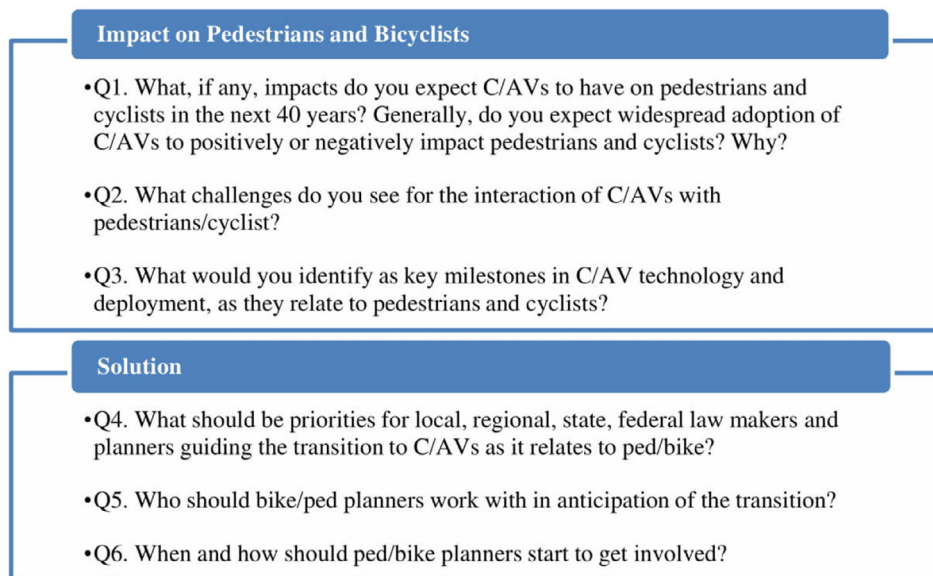 Impact on Pedestrians and Bicyclists
•Q1. What, if any, impacts do you expect C/AVs to have on pedestrians and
cyclists in the next 40 years? Generally, do you expect widespread adoption of
C/AVs to positively or negatively impact pedestrians and cyclists? Why?
•Q2. What challenges do you see for the interaction of C/AVs with
pedestrians/cyclist?
•Q3. What would you identify as key milestones in C/AV technology and
deployment, as they relate to pedestrians and cyclists?
Solution
•Q4. What should be priorities for local, regional, state, federal law makers and
planners guiding the transition to C/AVs as it relates to ped/bike?
•Q5. Who should bike/ped planners work with in anticipation of the transition?
•Q6. When and how should ped/bike planners start to get involved?